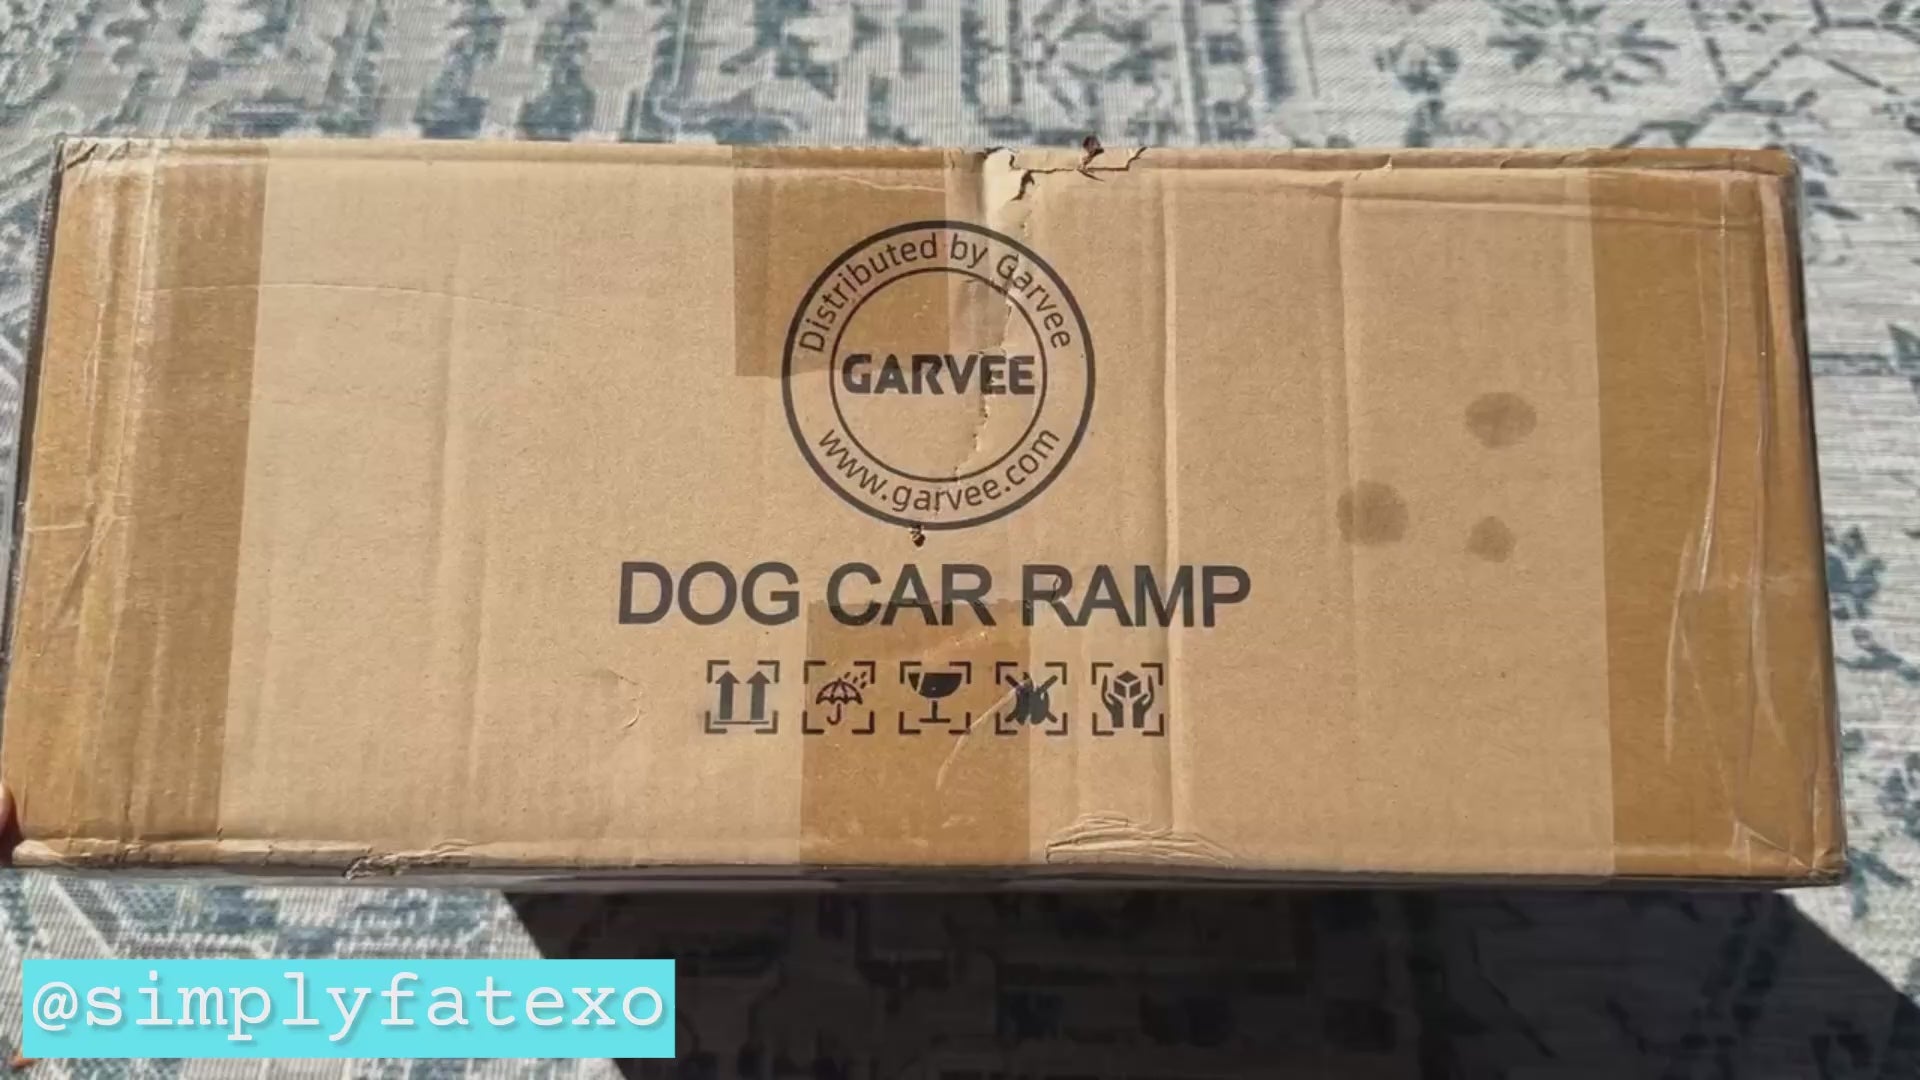 Distributed by Garvee
GARVEE
www.garvee.com
DOG CAR RAMP
@simplyfatexo